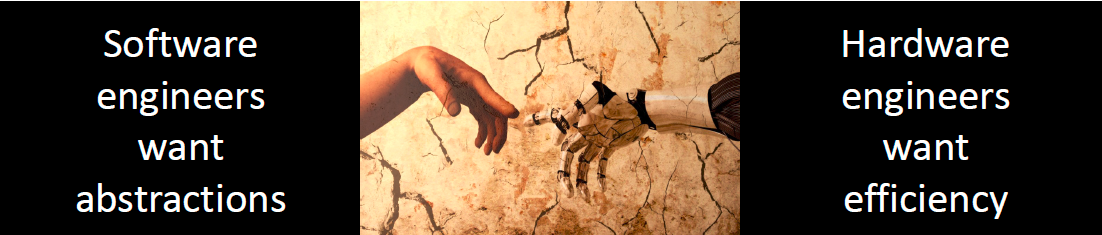 Software
engineers
want
abstractions
Hardware
engineers
want
efficiency